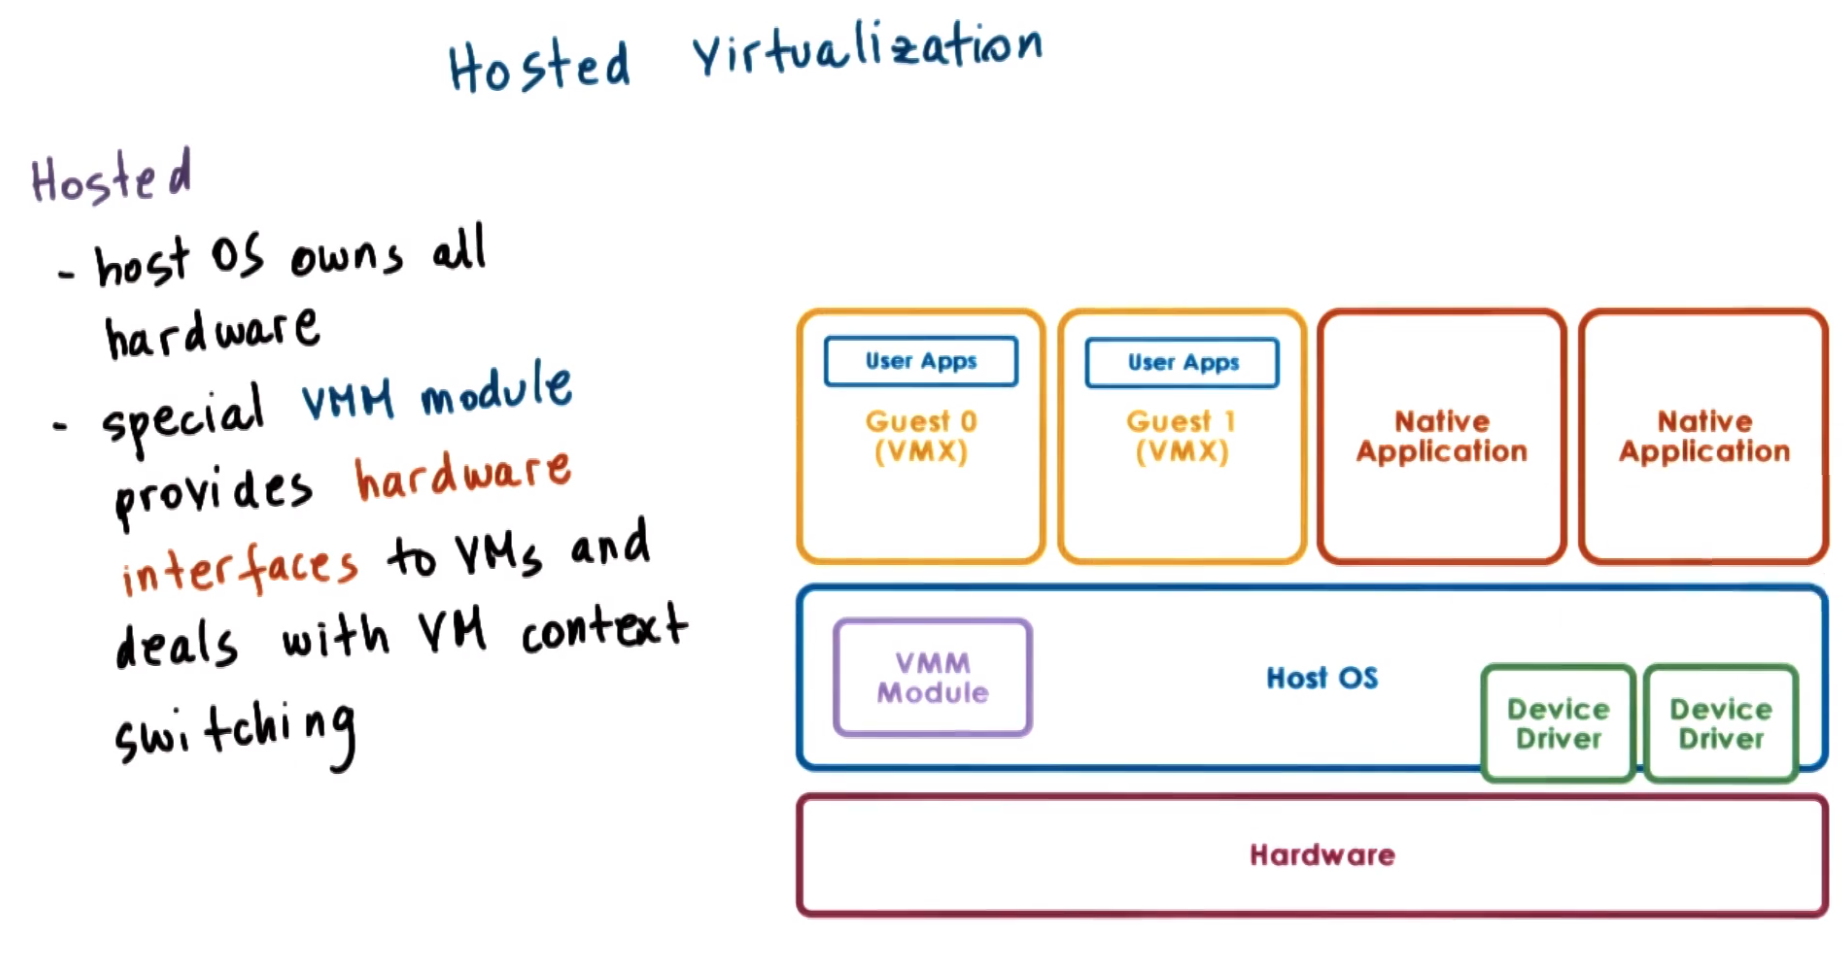 Hosted Virtualization
Hosted
- host OS owns all
hardware
- special VMM module
provides hardware
interfaces to VMs and
deals with VM context
switching
User Apps
Guest 0
(VMX)
User Apps
Guest 1
(VMX)
Native
Application
Native
Application
VMM
Module
Host OS
Device
Driver
Device
Driver
Hardware